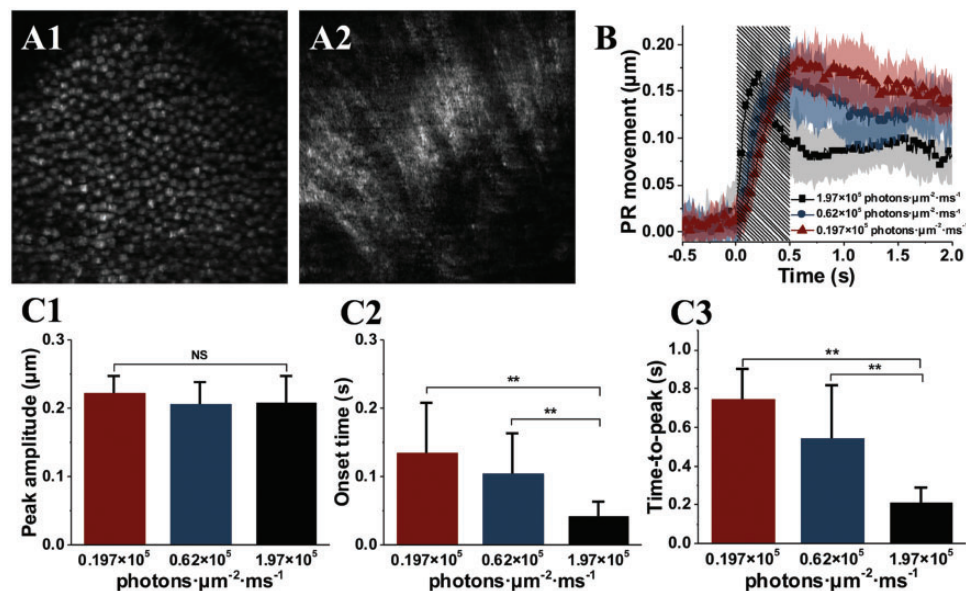 A1
A2
B
PR movement (µm)
0.20
0.15
0.10
0.05
0.00
1.97×10⁵ photons·µm⁻²·ms⁻¹
0.62×10⁵ photons·µm⁻²·ms⁻¹
0.197×10⁵ photons·µm⁻²·ms⁻¹
-0.5 0.0 0.5 1.0 1.5 2.0
Time (s)
C1
Peak amplitude (µm)
0.3
0.2
0.1
0.0
NS
0.197×10⁵ 0.62×10⁵ 1.97×10⁵
photons·µm⁻²·ms⁻¹
C2
Onset time (s)
0.3
0.2
0.1
0.0
**
**
0.197×10⁵ 0.62×10⁵ 1.97×10⁵
photons·µm⁻²·ms⁻¹
C3
Time-to-peak (s)
1.0
0.8
0.6
0.4
0.2
0.0
**
**
0.197×10⁵ 0.62×10⁵ 1.97×10⁵
photons·µm⁻²·ms⁻¹